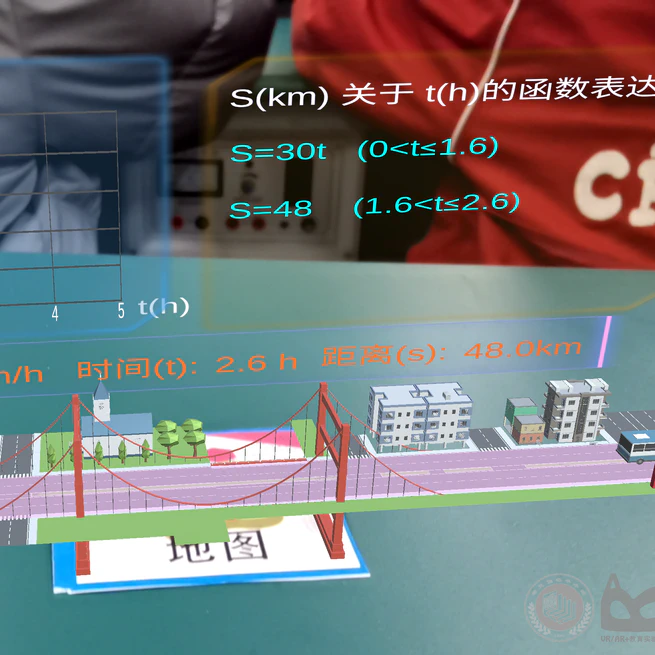 S(km) 关于 t(h)的函数表达
S=30t (0<t≤1.6)
S=48 (1.6<t≤2.6)
4 5 t(h)
/h 时间(t): 2.6 h 距离(s): 48.0km
地图